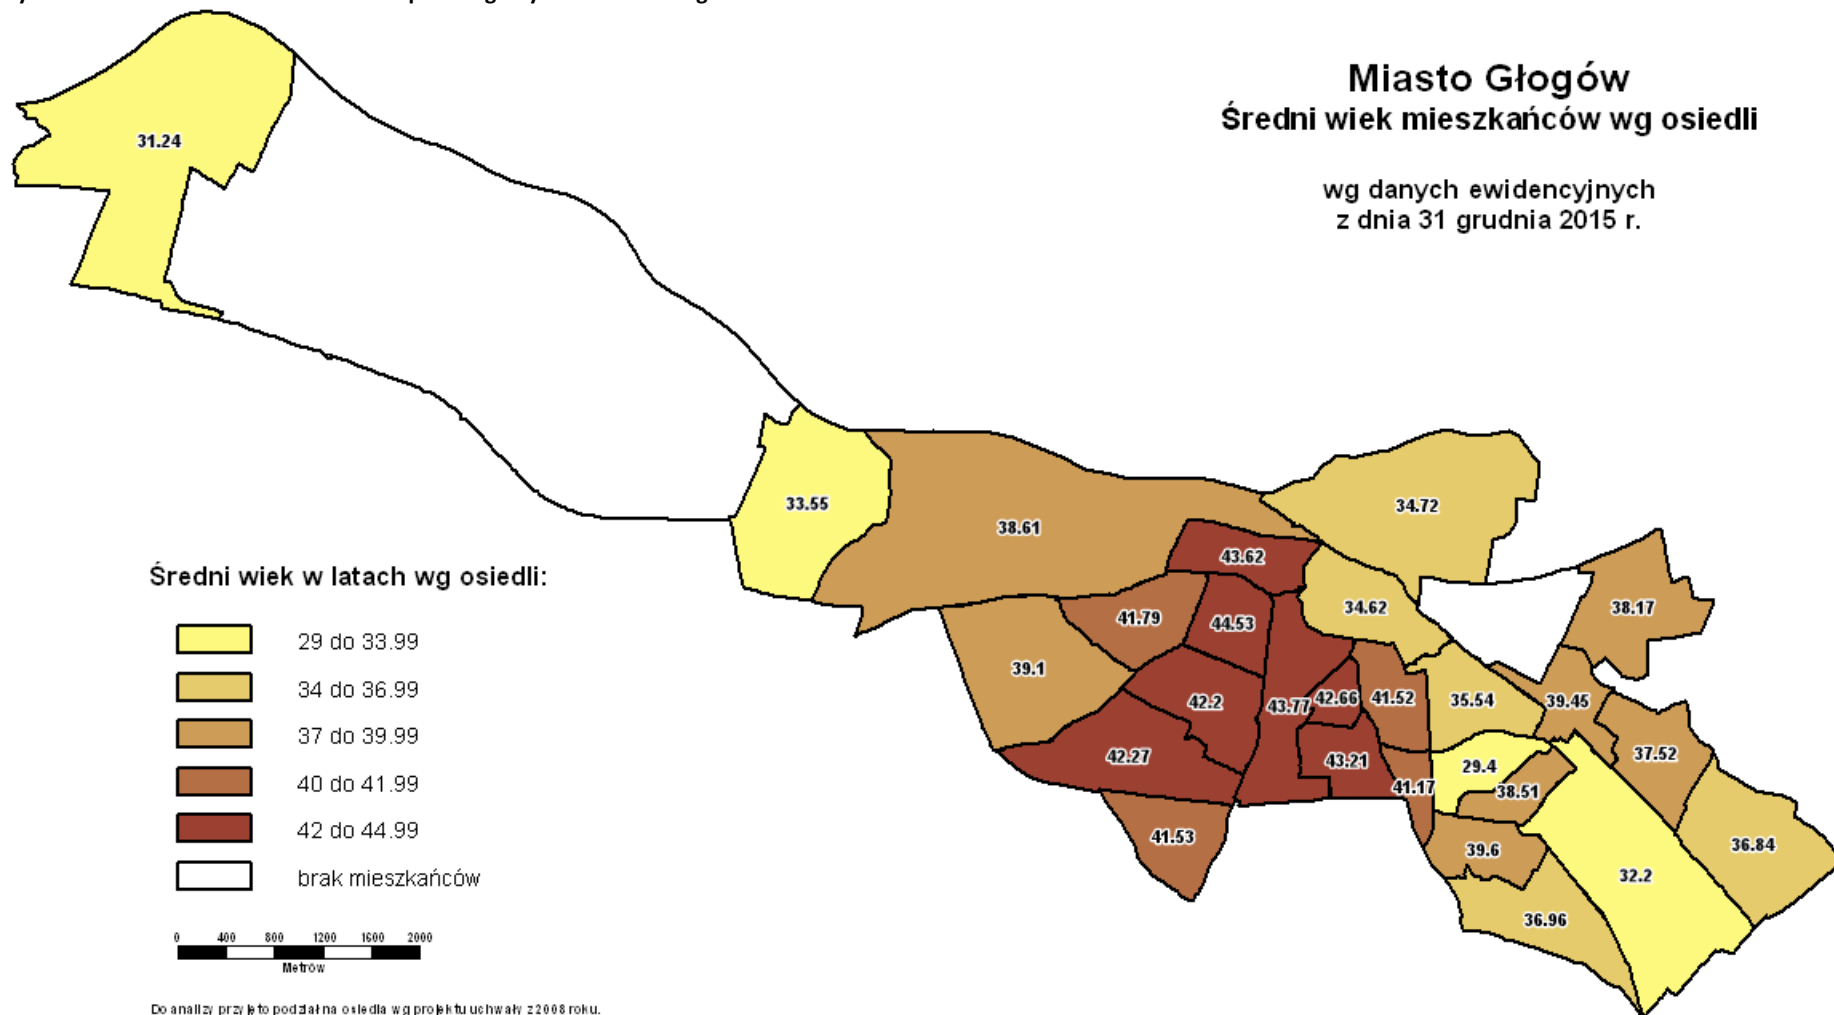 Miasto Głogów
Średni wiek mieszkańców wg osiedli
wg danych ewidencyjnych
z dnia 31 grudnia 2015 r.
31.24
33.55
38.61
34.72
43.62
34.62
38.17
41.79
44.53
39.1
42.2
43.77
42.66
41.52
35.54
39.45
42.27
43.21
41.17
29.4
38.51
37.52
41.53
39.6
32.2
36.84
36.96
Średni wiek w latach wg osiedli:
29 do 33.99
34 do 36.99
37 do 39.99
40 do 41.99
42 do 44.99
brak mieszkańców
0 400 800 1200 1600 2000
Metrów
Do analizy przyjęto podział na osiedla wg projektu uchwały z 2008 roku.